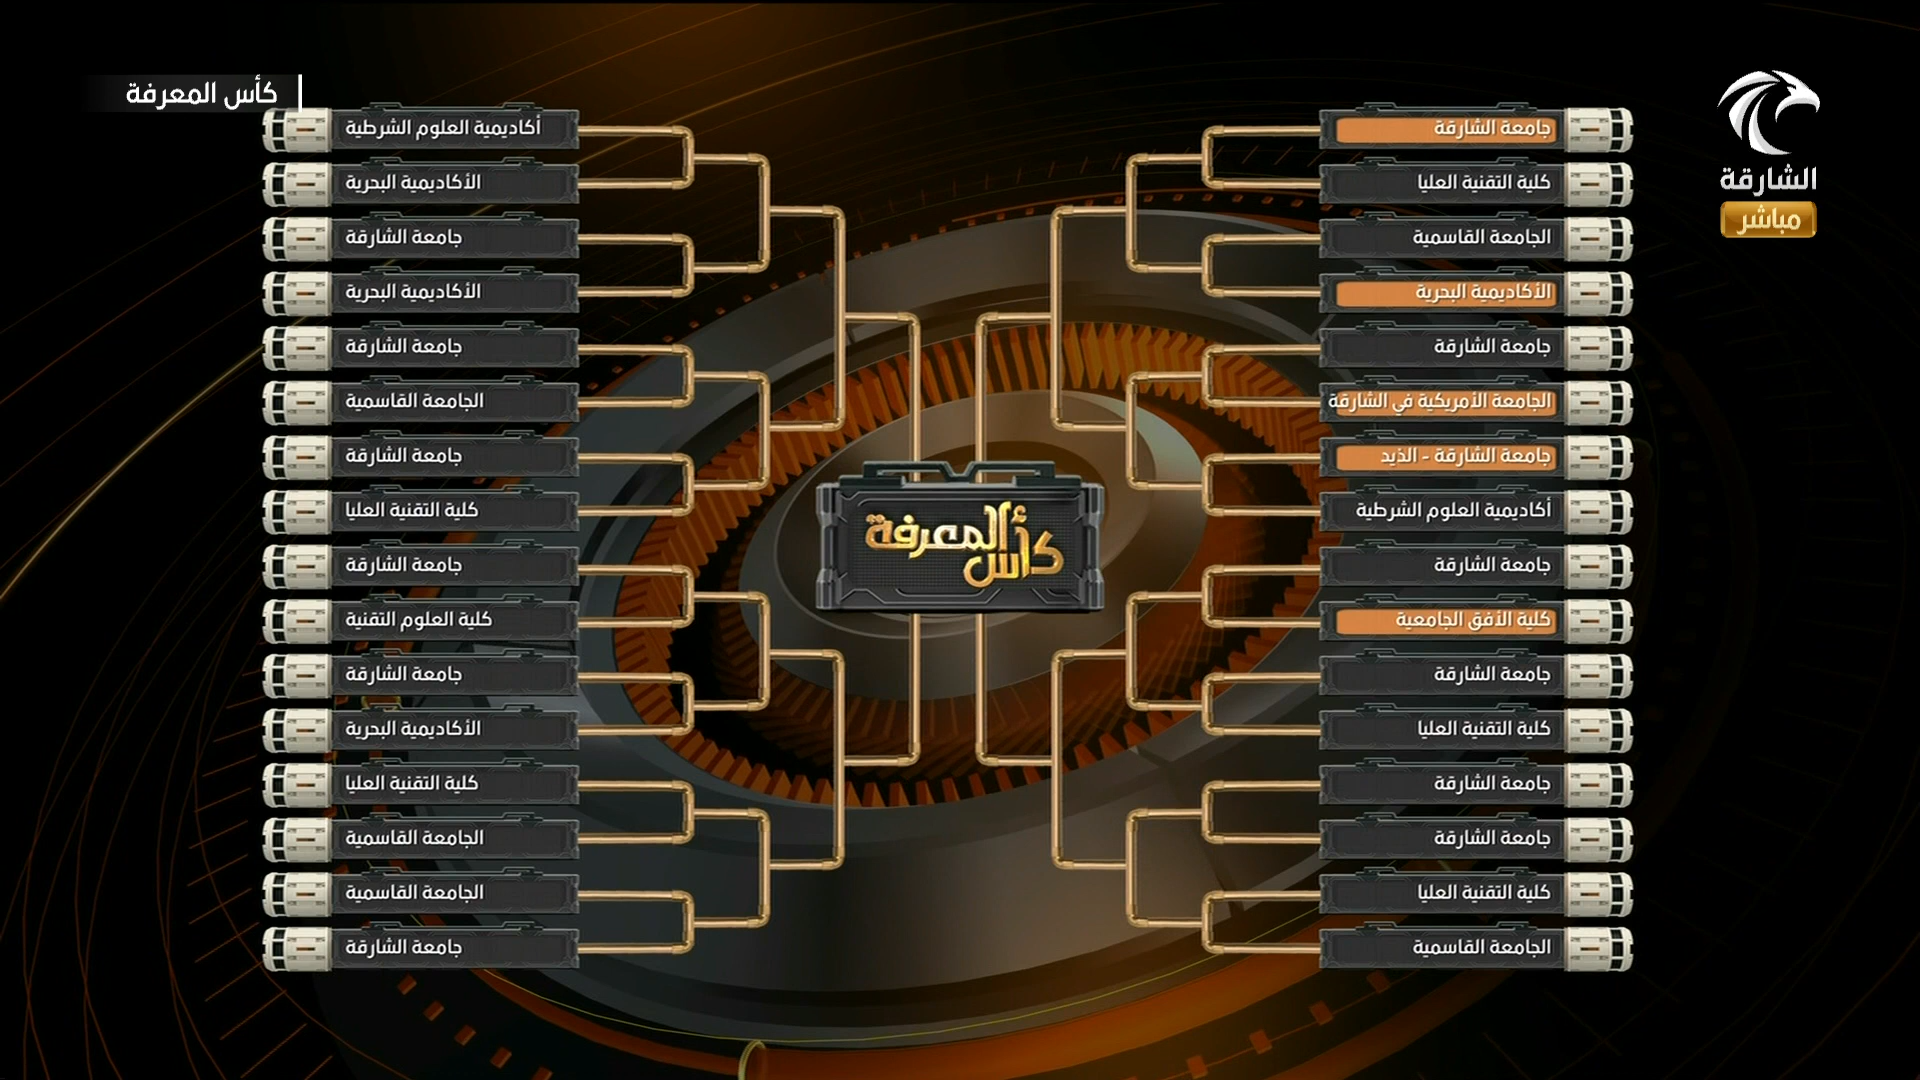 كأس المعرفة
الشارقة
مباشر
جامعة الشارقة
كلية التقنية العليا
الجامعة القاسمية
الأكاديمية البحرية
جامعة الشارقة
الجامعة الأمريكية في الشارقة
جامعة الشارقة - الذيد
أكاديمية العلوم الشرطية
جامعة الشارقة
كلية الأفق الجامعية
جامعة الشارقة
كلية التقنية العليا
جامعة الشارقة
جامعة الشارقة
كلية التقنية العليا
الجامعة القاسمية
كأس المعرفة
أكاديمية العلوم الشرطية
الأكاديمية البحرية
جامعة الشارقة
الأكاديمية البحرية
جامعة الشارقة
الجامعة القاسمية
جامعة الشارقة
كلية التقنية العليا
جامعة الشارقة
كلية العلوم التقنية
جامعة الشارقة
الأكاديمية البحرية
كلية التقنية العليا
الجامعة القاسمية
الجامعة القاسمية
جامعة الشارقة